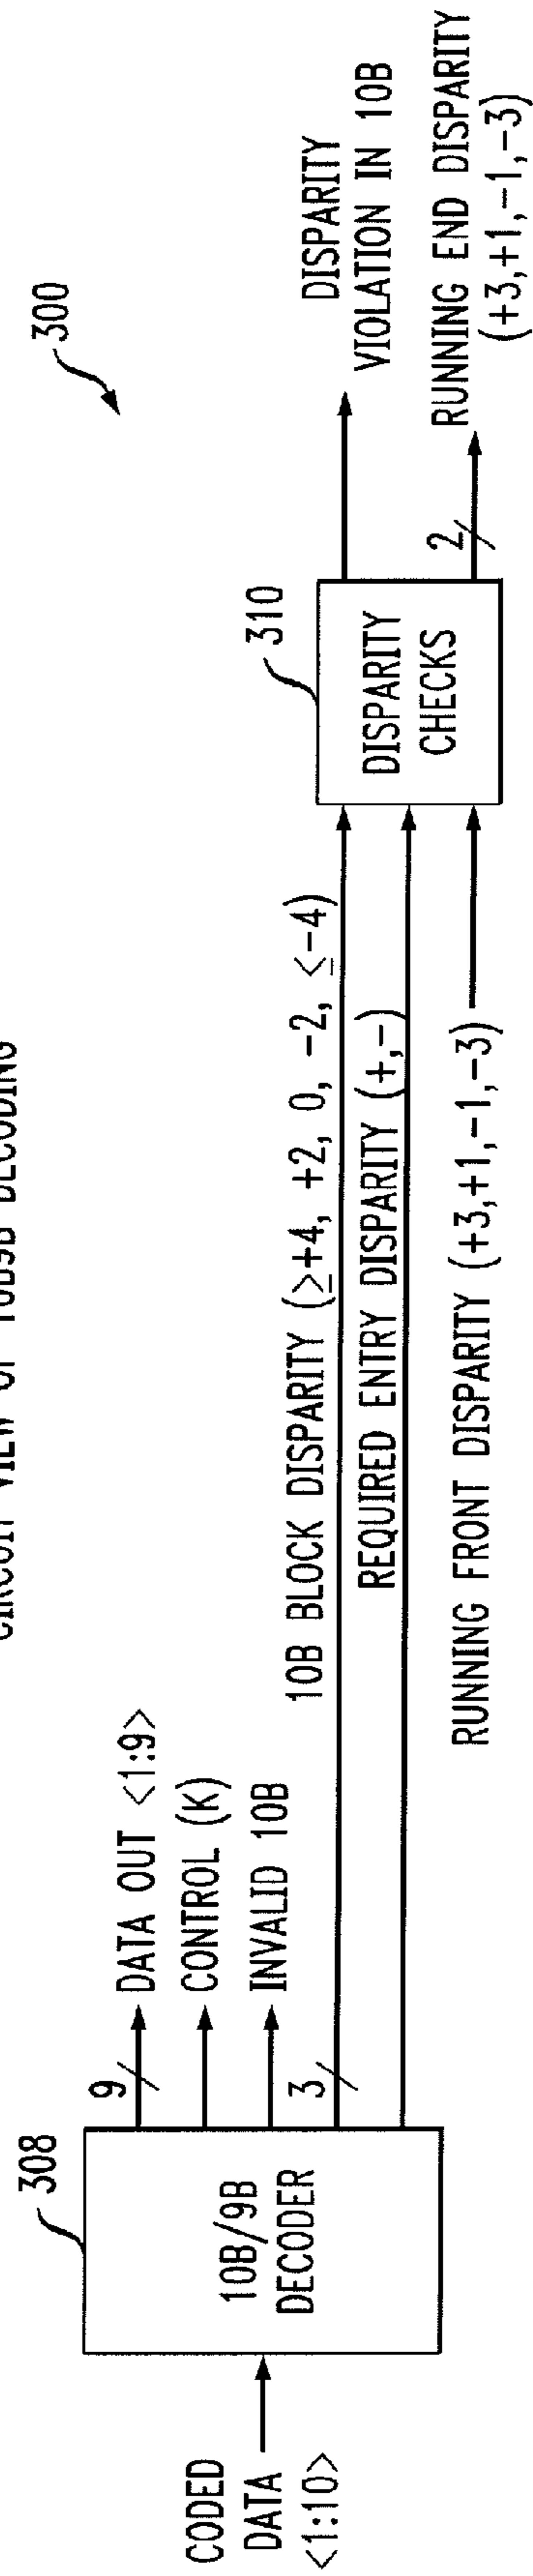 CIRCUIT VIEW OF 10B9B DECODING
300
308
10B/9B
DECODER
CODED
DATA
<1:10>
9
DATA OUT <1:9>
CONTROL (K)
INVALID 10B
3
10B BLOCK DISPARITY (≥+4, +2, 0, -2, ≤-4)
REQUIRED ENTRY DISPARITY (+,-)
RUNNING FRONT DISPARITY (+3,+1,-1,-3)
310
DISPARITY
CHECKS
DISPARITY
VIOLATION IN 10B
2
RUNNING END DISPARITY
(+3,+1,-1,-3)